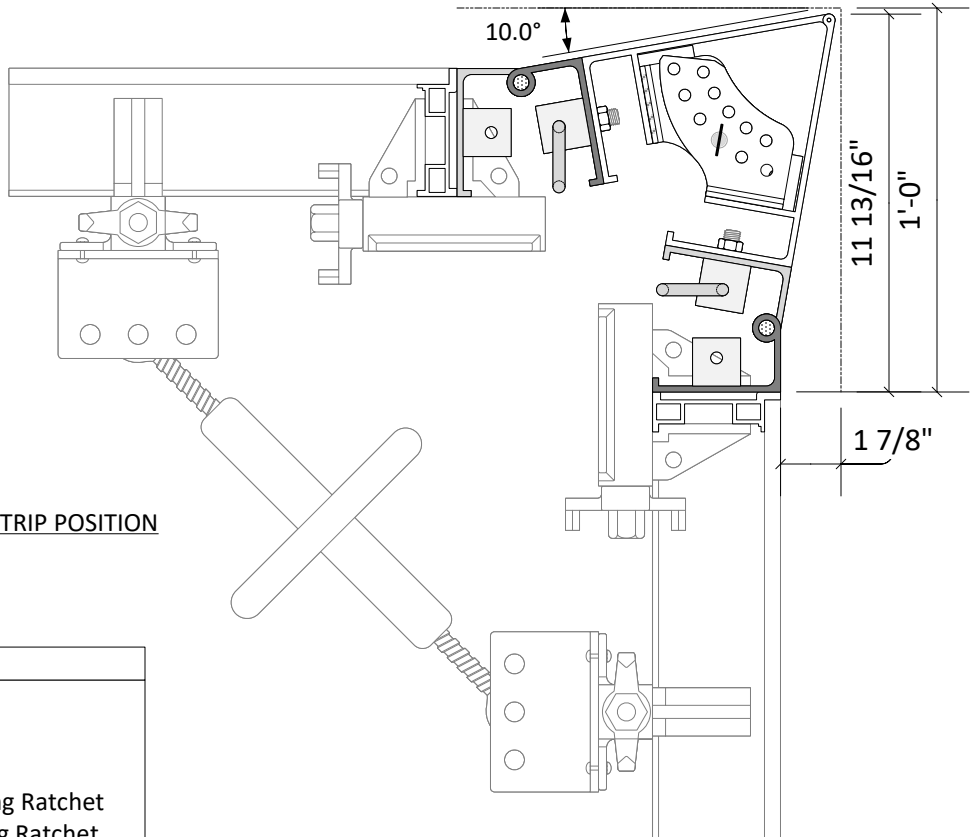 10.0°
11 13/16"
1'-0"
1 7/8"
TRIP POSITION
g Ratchet
g Ratchet